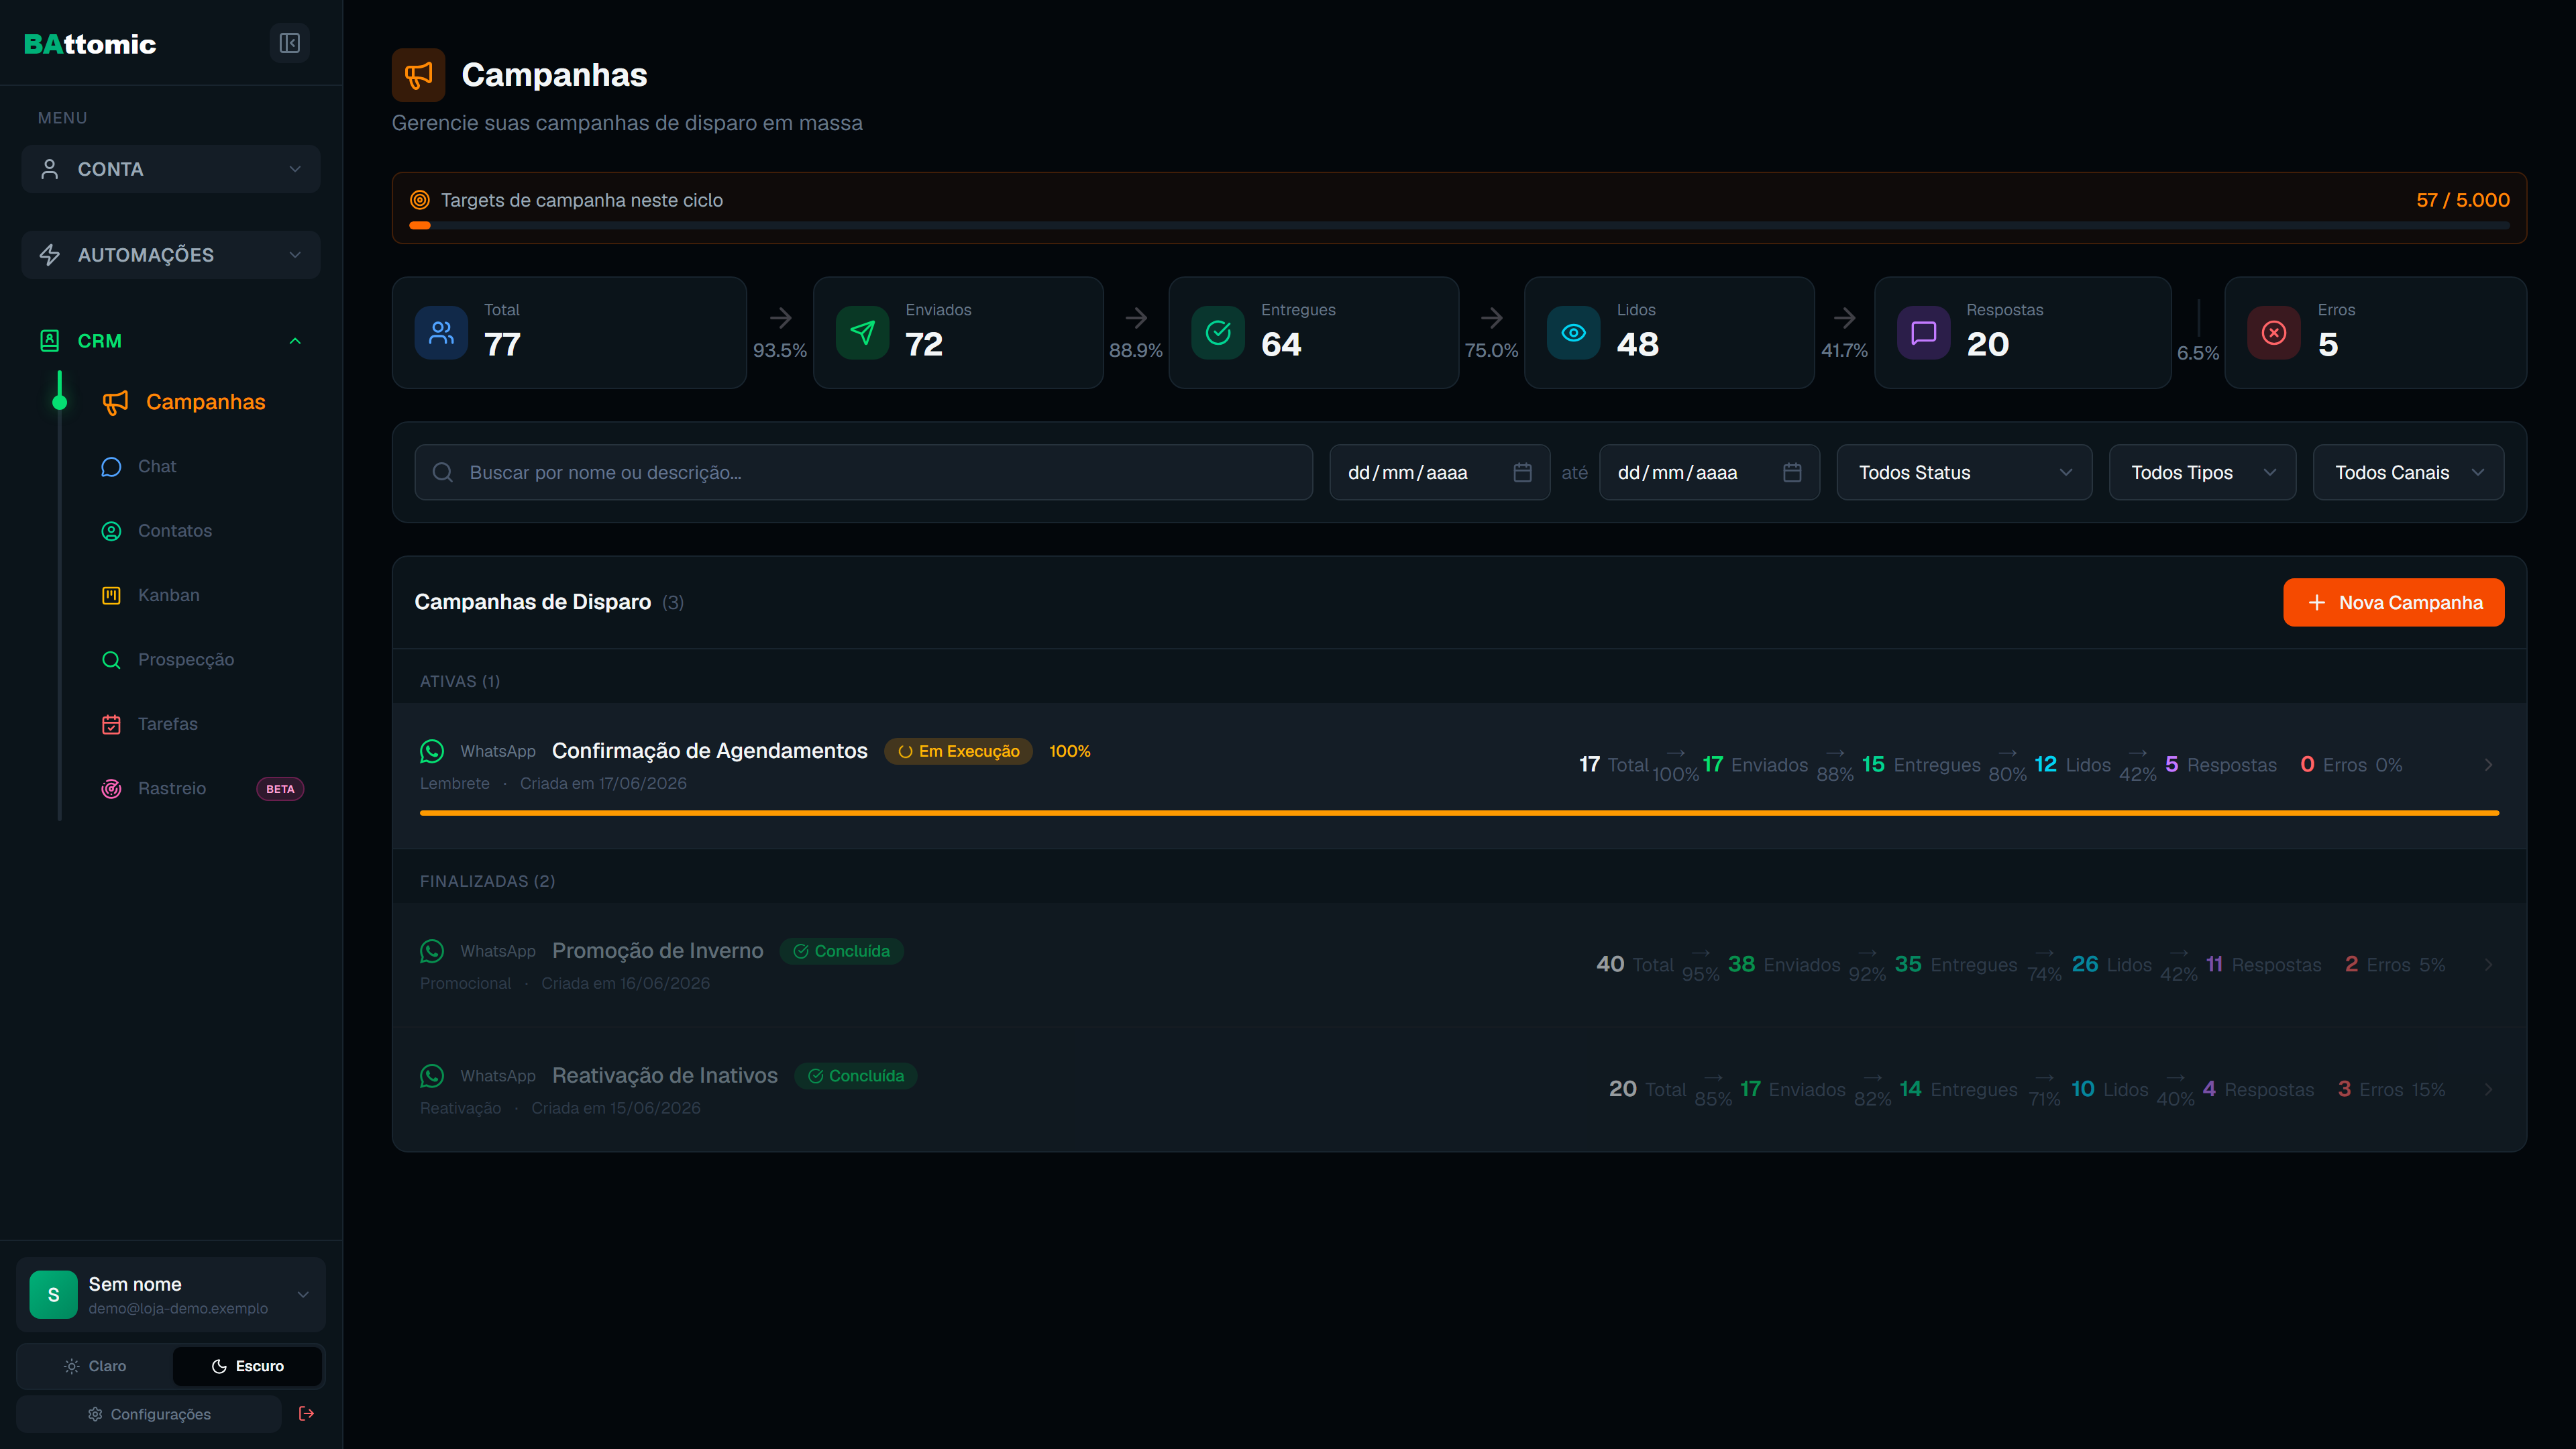 BAttomic
MENU
CONTA
AUTOMAÇÕES
CRM
Campanhas
Chat
Contatos
Kanban
Prospecção
Tarefas
Rastreio BETA
S
Sem nome
demo@loja-demo.exemplo
Claro Escuro
Configurações
Campanhas
Gerencie suas campanhas de disparo em massa
Targets de campanha neste ciclo 57 / 5.000
Total
77
93.5%
Enviados
72
88.9%
Entregues
64
75.0%
Lidos
48
41.7%
Respostas
20
6.5%
Erros
5
Buscar por nome ou descrição... dd/mm/aaaa até dd/mm/aaaa Todos Status Todos Tipos Todos Canais
Campanhas de Disparo (3) Nova Campanha
ATIVAS (1)
WhatsApp Confirmação de Agendamentos Em Execução 100%
Lembrete · Criada em 17/06/2026
17 Total → 100% 17 Enviados → 88% 15 Entregues → 80% 12 Lidos → 42% 5 Respostas 0 Erros 0%
FINALIZADAS (2)
WhatsApp Promoção de Inverno Concluída
Promocional · Criada em 16/06/2026
40 Total → 95% 38 Enviados → 92% 35 Entregues → 74% 26 Lidos → 42% 11 Respostas 2 Erros 5%
WhatsApp Reativação de Inativos Concluída
Reativação · Criada em 15/06/2026
20 Total → 85% 17 Enviados → 82% 14 Entregues → 71% 10 Lidos → 40% 4 Respostas 3 Erros 15%